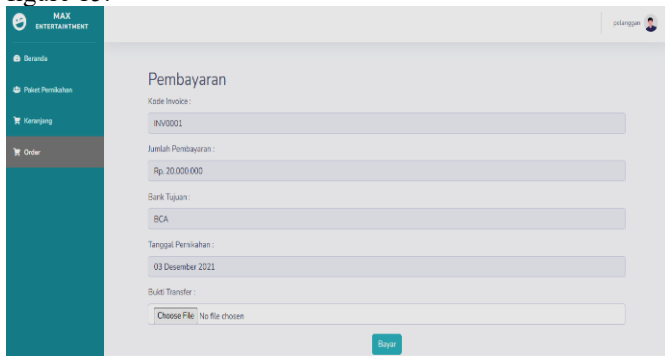 figure 13.
MAX
ENTERTAINTMENT
pelanggan
Beranda
Paket Pernikahan
Keranjang
Order
Pembayaran
Kode Invoice :
INV0001
Jumlah Pembayaran :
Rp. 20.000.000
Bank Tujuan :
BCA
Tanggal Pernikahan :
03 Desember 2021
Bukti Transfer :
Choose File No file chosen
Bayar